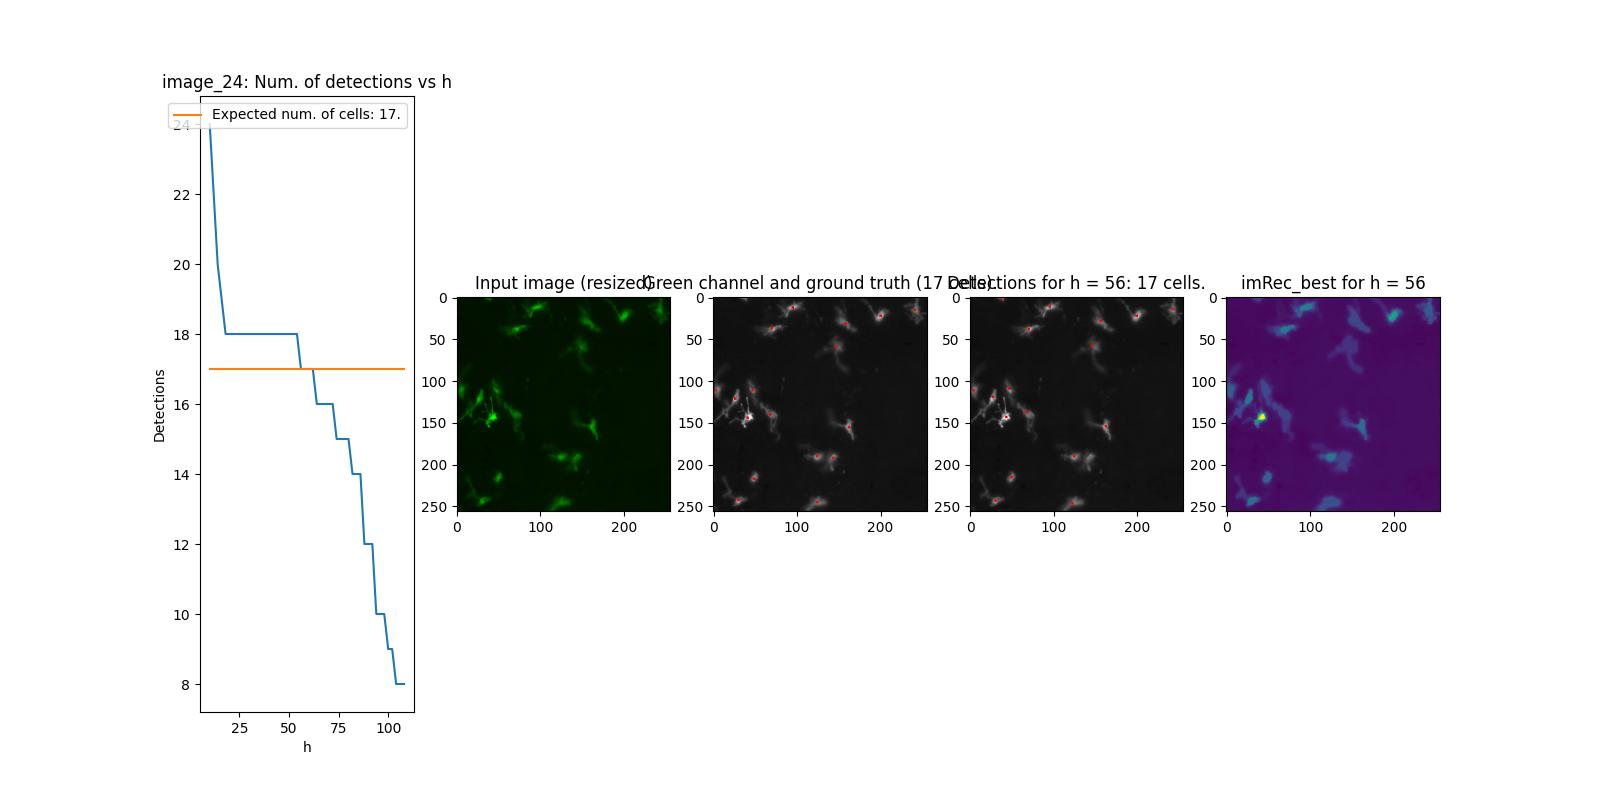 image_24: Num. of detections vs h
Expected num. of cells: 17.
24
22
20
18
16
14
12
10
8
Detections
25 50 75 100
h
Input image (resized)
0
50
100
150
200
250
0 100 200
Green channel and ground truth (17 cells).
0
50
100
150
200
250
0 100 200
Detections for h = 56: 17 cells.
0
50
100
150
200
250
0 100 200
imRec_best for h = 56
0
50
100
150
200
250
0 100 200